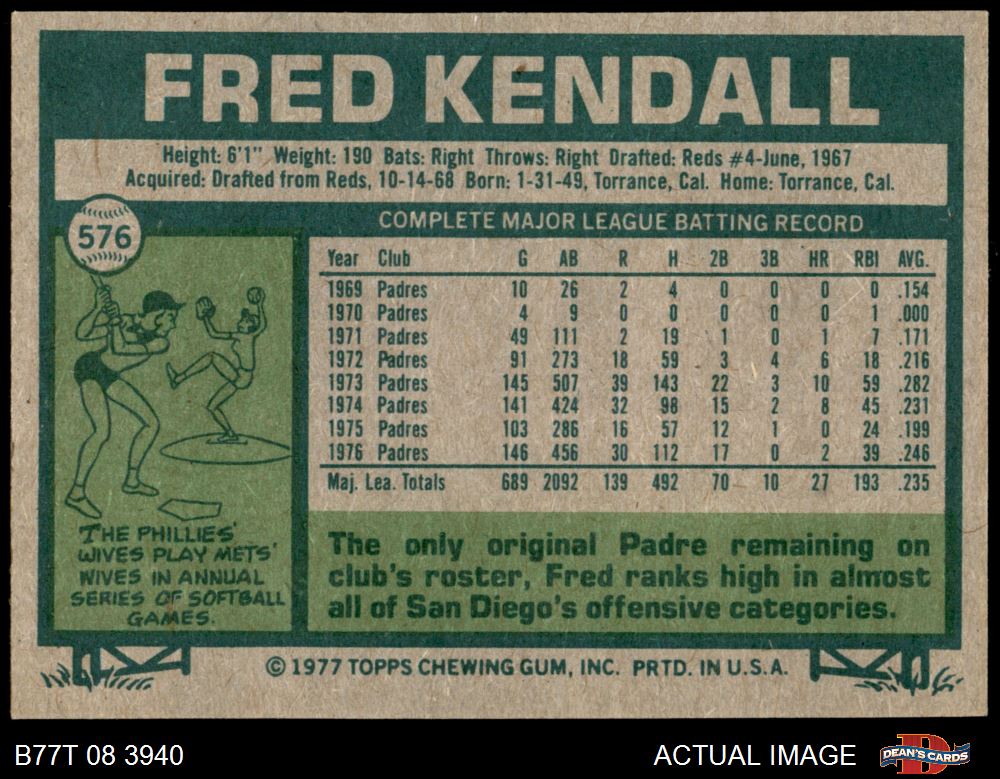 FRED KENDALL
Height: 6'1" Weight: 190 Bats: Right Throws: Right Drafted: Reds #4-June, 1967
Acquired: Drafted from Reds, 10-14-68 Born: 1-31-49, Torrance, Cal. Home: Torrance, Cal.
576
COMPLETE MAJOR LEAGUE BATTING RECORD
Year Club G AB R H 2B 3B HR RBI AVG.
1969 Padres 10 26 2 4 0 0 0 0 .154
1970 Padres 4 9 0 0 0 0 0 1 .000
1971 Padres 49 111 2 19 1 0 1 7 .171
1972 Padres 91 273 18 59 3 4 6 18 .216
1973 Padres 145 507 39 143 22 3 10 59 .282
1974 Padres 141 424 32 98 15 2 8 45 .231
1975 Padres 103 286 16 57 12 1 0 24 .199
1976 Padres 146 456 30 112 17 0 2 39 .246
Maj. Lea. Totals 689 2092 139 492 70 10 27 193 .235
THE PHILLIES'
WIVES PLAY METS'
WIVES IN ANNUAL
SERIES OF SOFTBALL
GAMES.
The only original Padre remaining on
club's roster, Fred ranks high in almost
all of San Diego's offensive categories.
© 1977 TOPPS CHEWING GUM, INC. PRTD. IN U.S.A.
B77T 08 3940
ACTUAL IMAGE
D
DEAN'S CARDS